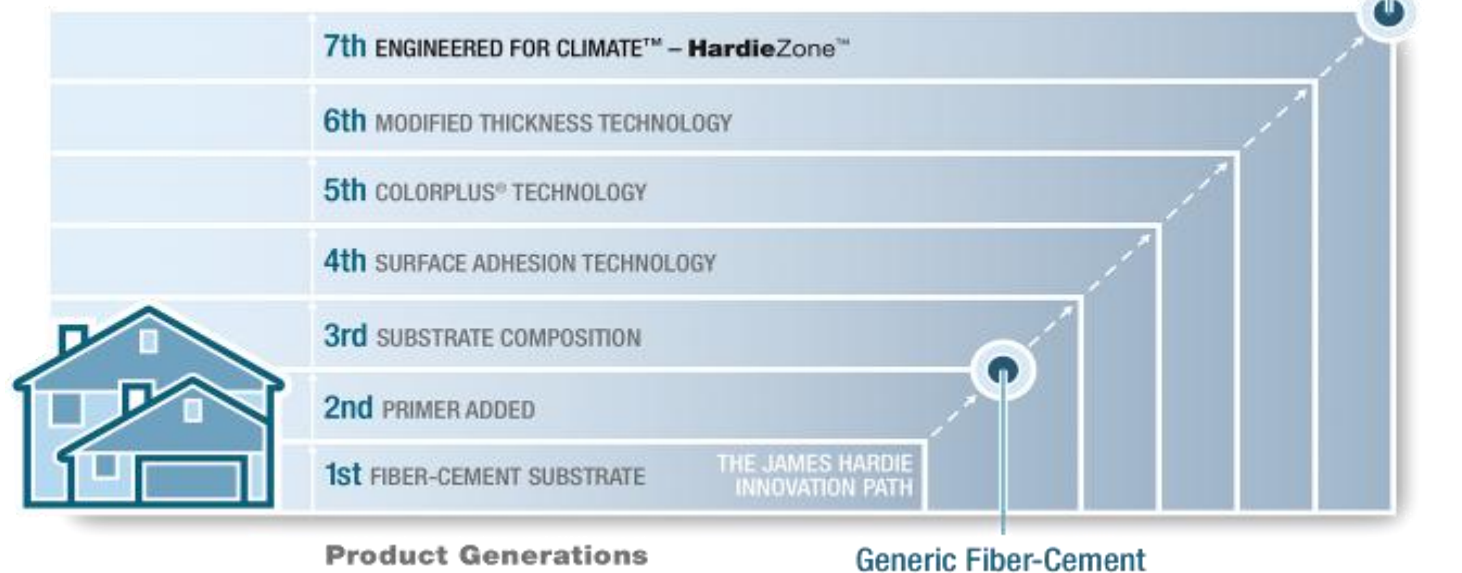 7th ENGINEERED FOR CLIMATE™ – HardieZone™
6th MODIFIED THICKNESS TECHNOLOGY
5th COLORPLUS® TECHNOLOGY
4th SURFACE ADHESION TECHNOLOGY
3rd SUBSTRATE COMPOSITION
2nd PRIMER ADDED
1st FIBER-CEMENT SUBSTRATE
THE JAMES HARDIE
INNOVATION PATH
Product Generations
Generic Fiber-Cement